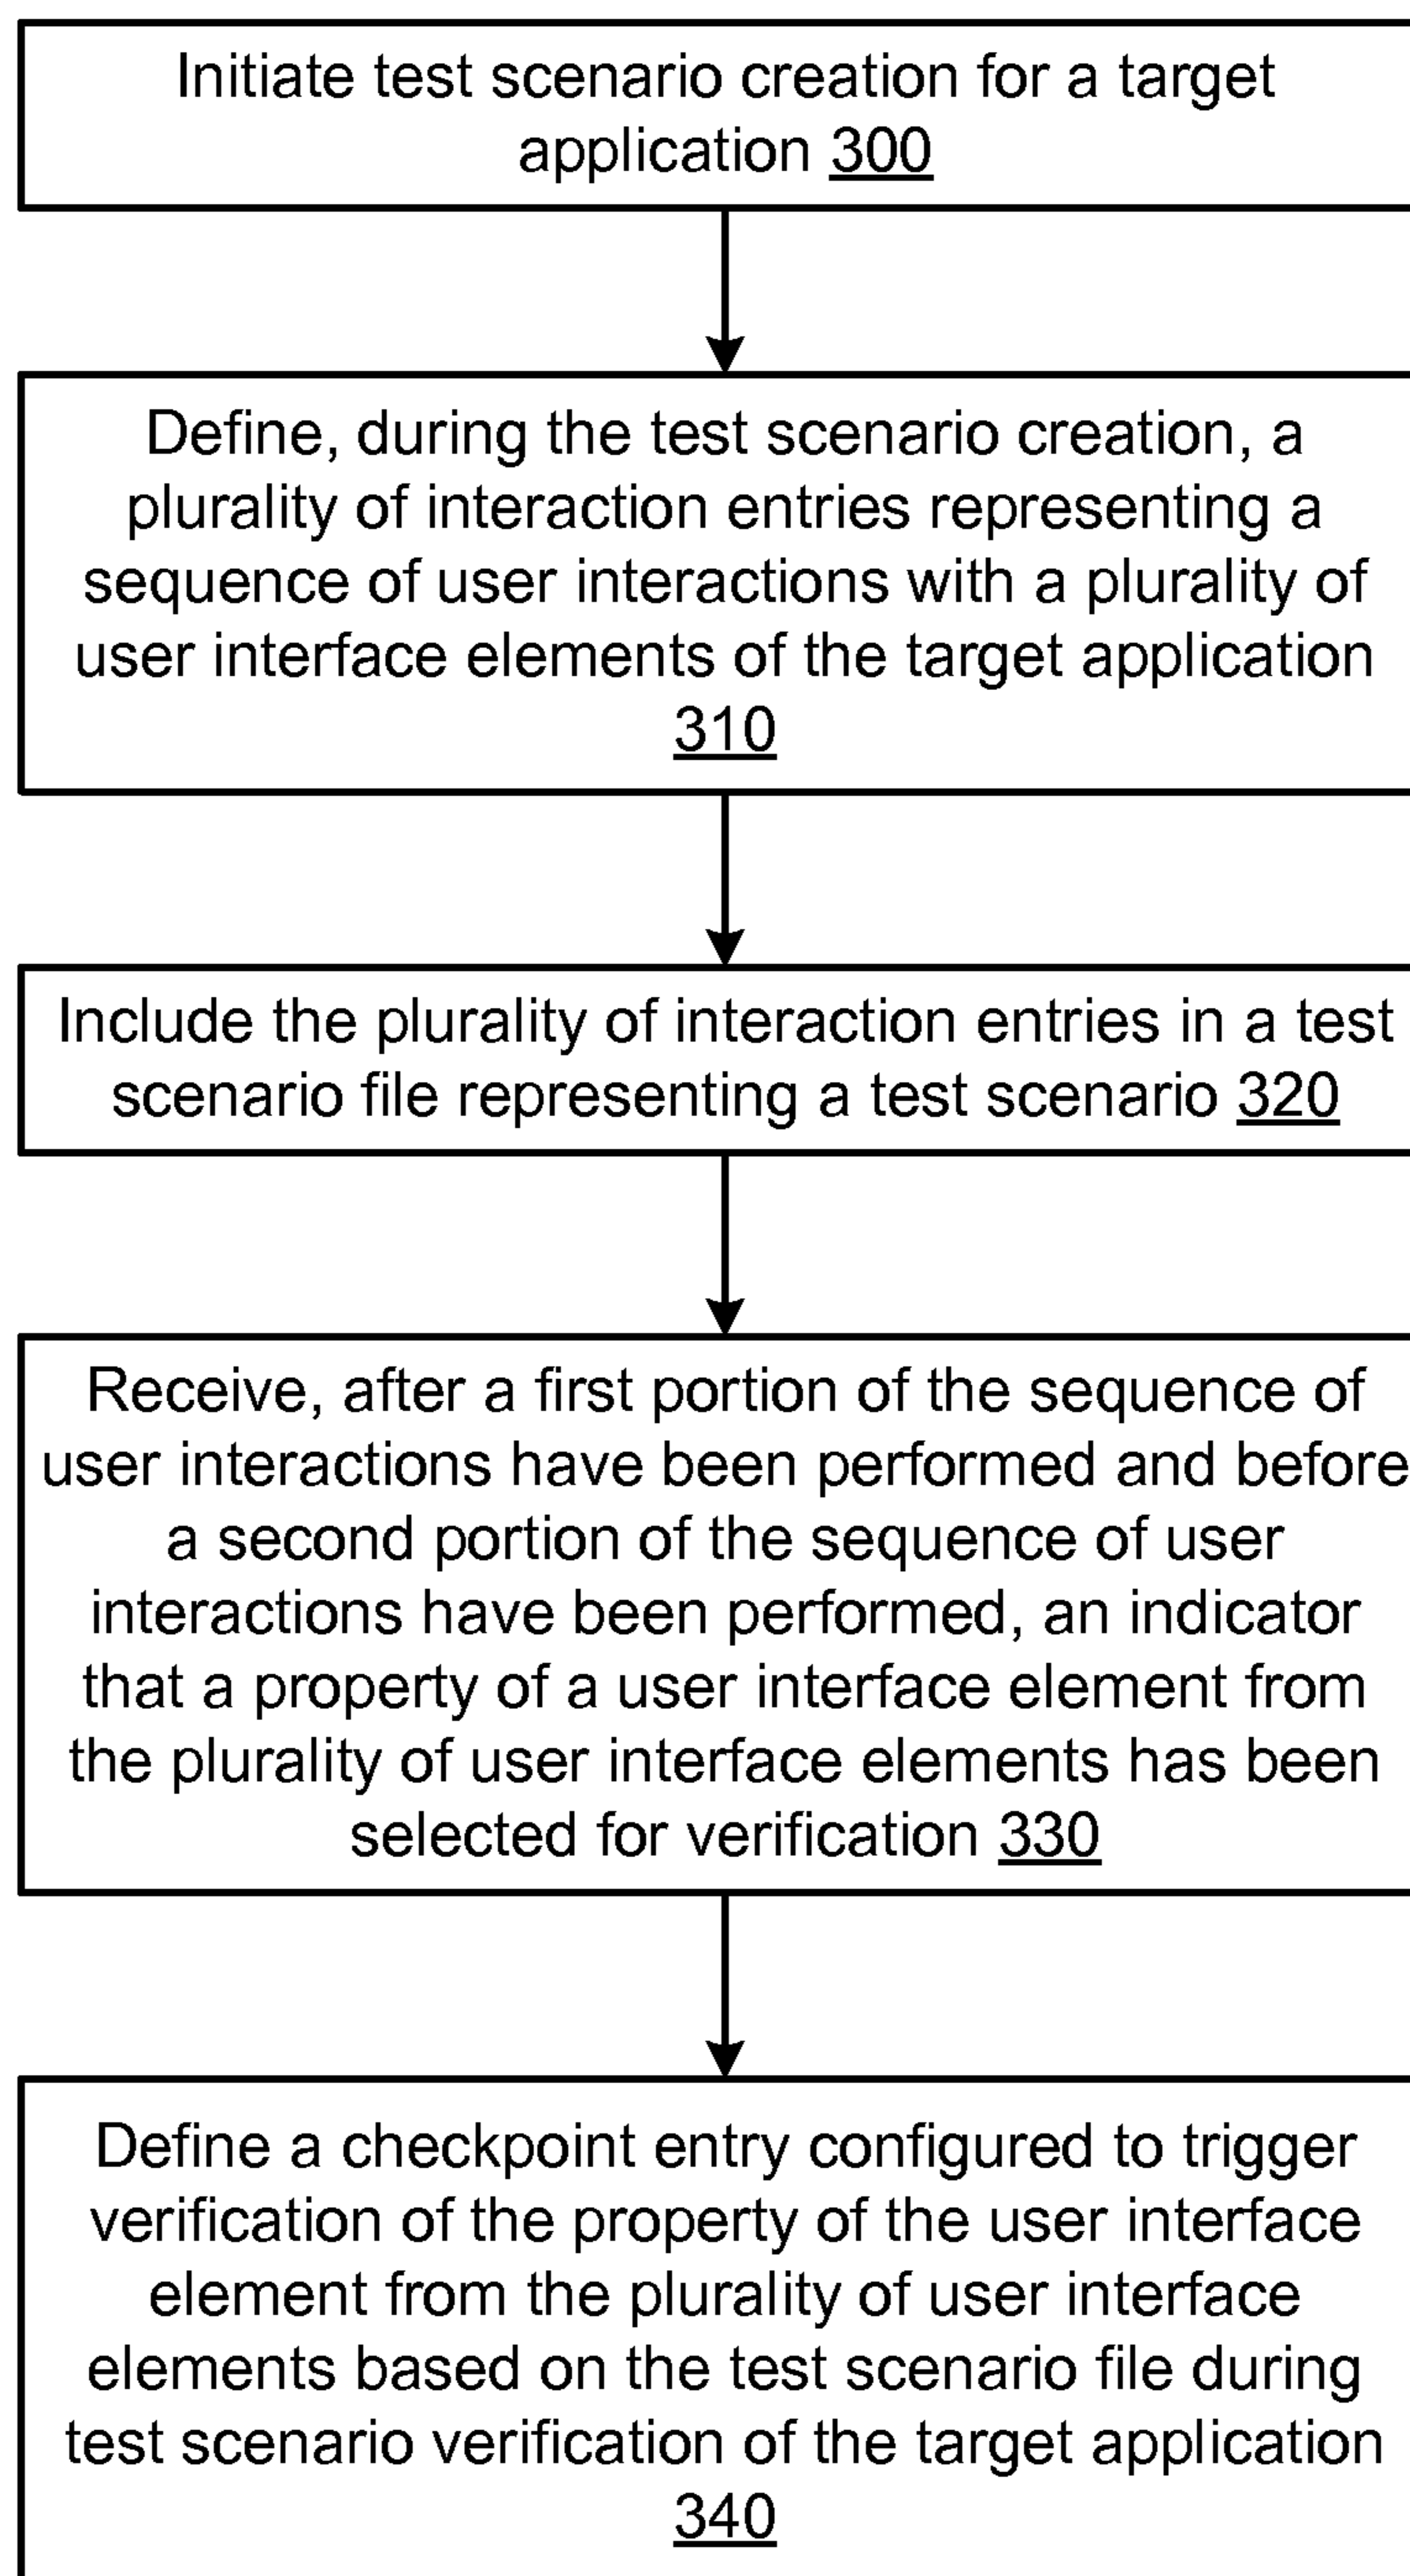 Initiate test scenario creation for a target
application 300
Define, during the test scenario creation, a
plurality of interaction entries representing a
sequence of user interactions with a plurality of
user interface elements of the target application
310
Include the plurality of interaction entries in a test
scenario file representing a test scenario 320
Receive, after a first portion of the sequence of
user interactions have been performed and before
a second portion of the sequence of user
interactions have been performed, an indicator
that a property of a user interface element from
the plurality of user interface elements has been
selected for verification 330
Define a checkpoint entry configured to trigger
verification of the property of the user interface
element from the plurality of user interface
elements based on the test scenario file during
test scenario verification of the target application
340